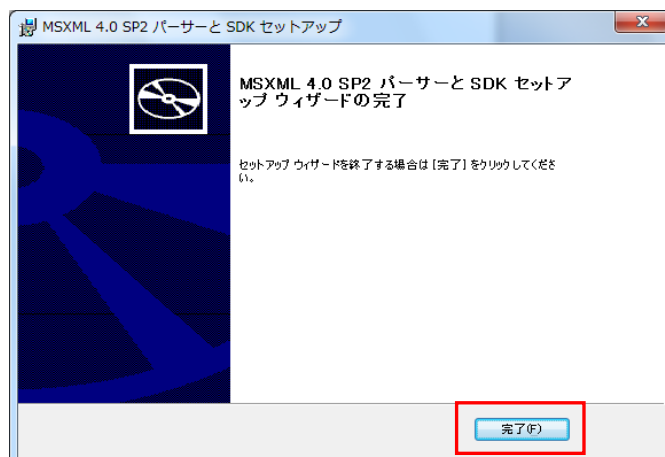 MSXML 4.0 SP2 パーサーと SDK セットアップ
MSXML 4.0 SP2 パーサーと SDK セットア
ップ ウィザードの完了
セットアップ ウィザードを終了する場合は [完了] をクリックしてくださ
い。
完了(F)